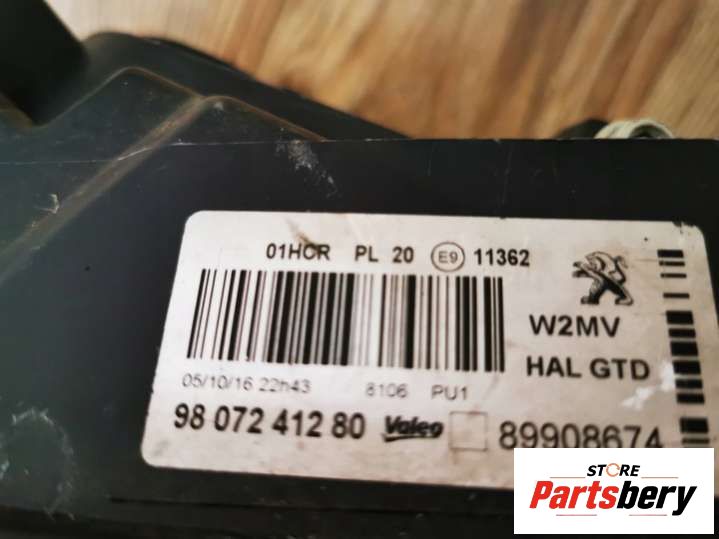 01HCR PL 20 E9 11362
W2MV
HAL GTD
05/10/16 22h43 8106 PU1
98 072 412 80 Valeo 89908674
STORE
Partsbery